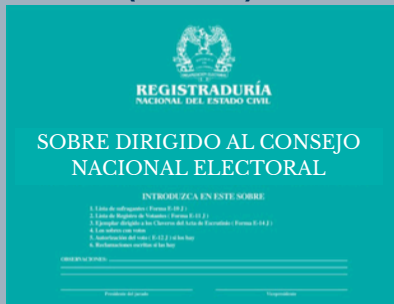 REGISTRADURÍA
NACIONAL DEL ESTADO CIVIL
SOBRE DIRIGIDO AL CONSEJO
NACIONAL ELECTORAL
INTRODUZCA EN ESTE SOBRE
1. Lista de sufragantes ( Forma E-10 J )
2. Lista de Registro de Votantes ( Forma E-11 J )
3. Ejemplar dirigido a los Claveros del Acta de Escrutinio ( Forma E-14 J )
4. Los sobres con votos
5. Autorización del voto ( E-12 J ) si las hay
6. Reclamaciones escritas si las hay
OBSERVACIONES:
Presidente del jurado Vicepresidente